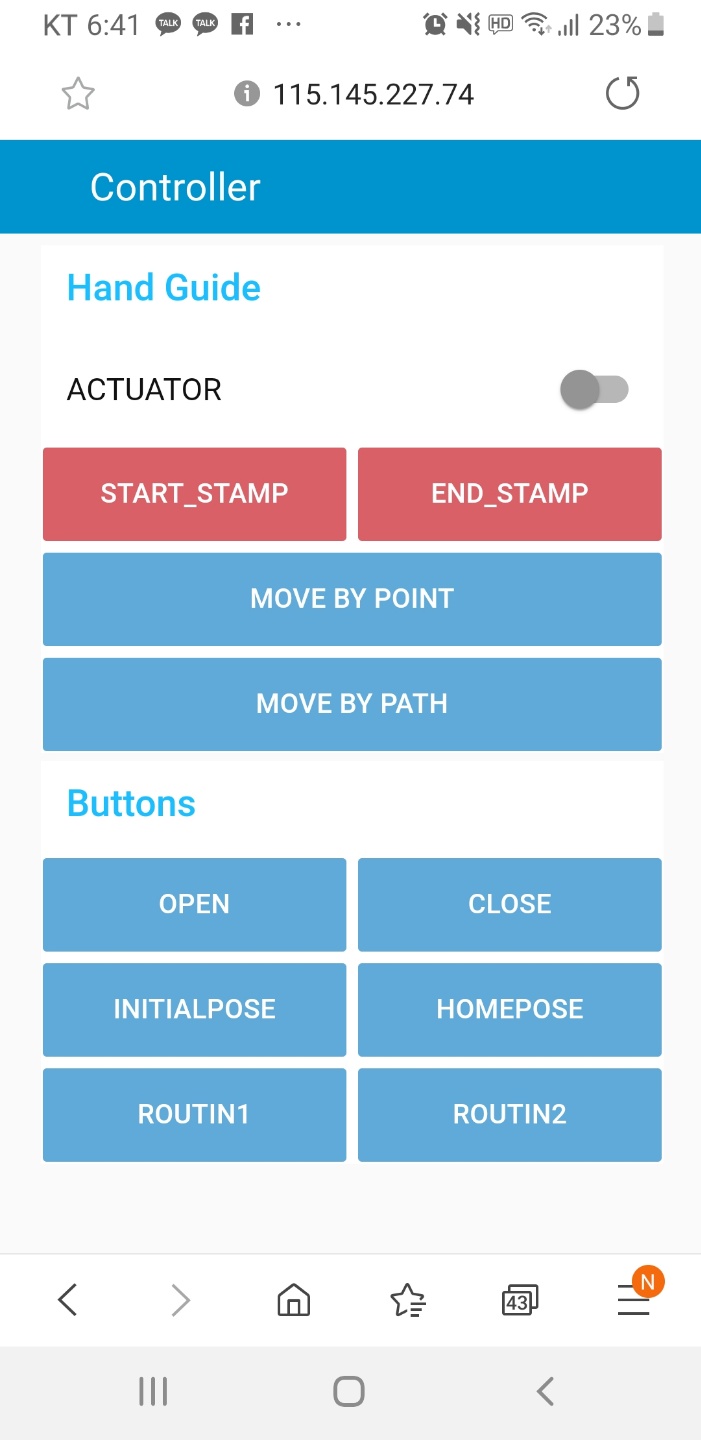 KT 6:41 TALK TALK f ... HD 23%
i 115.145.227.74
Controller
Hand Guide
ACTUATOR
START_STAMP END_STAMP
MOVE BY POINT
MOVE BY PATH
Buttons
OPEN CLOSE
INITIALPOSE HOMEPOSE
ROUTIN1 ROUTIN2
43 N